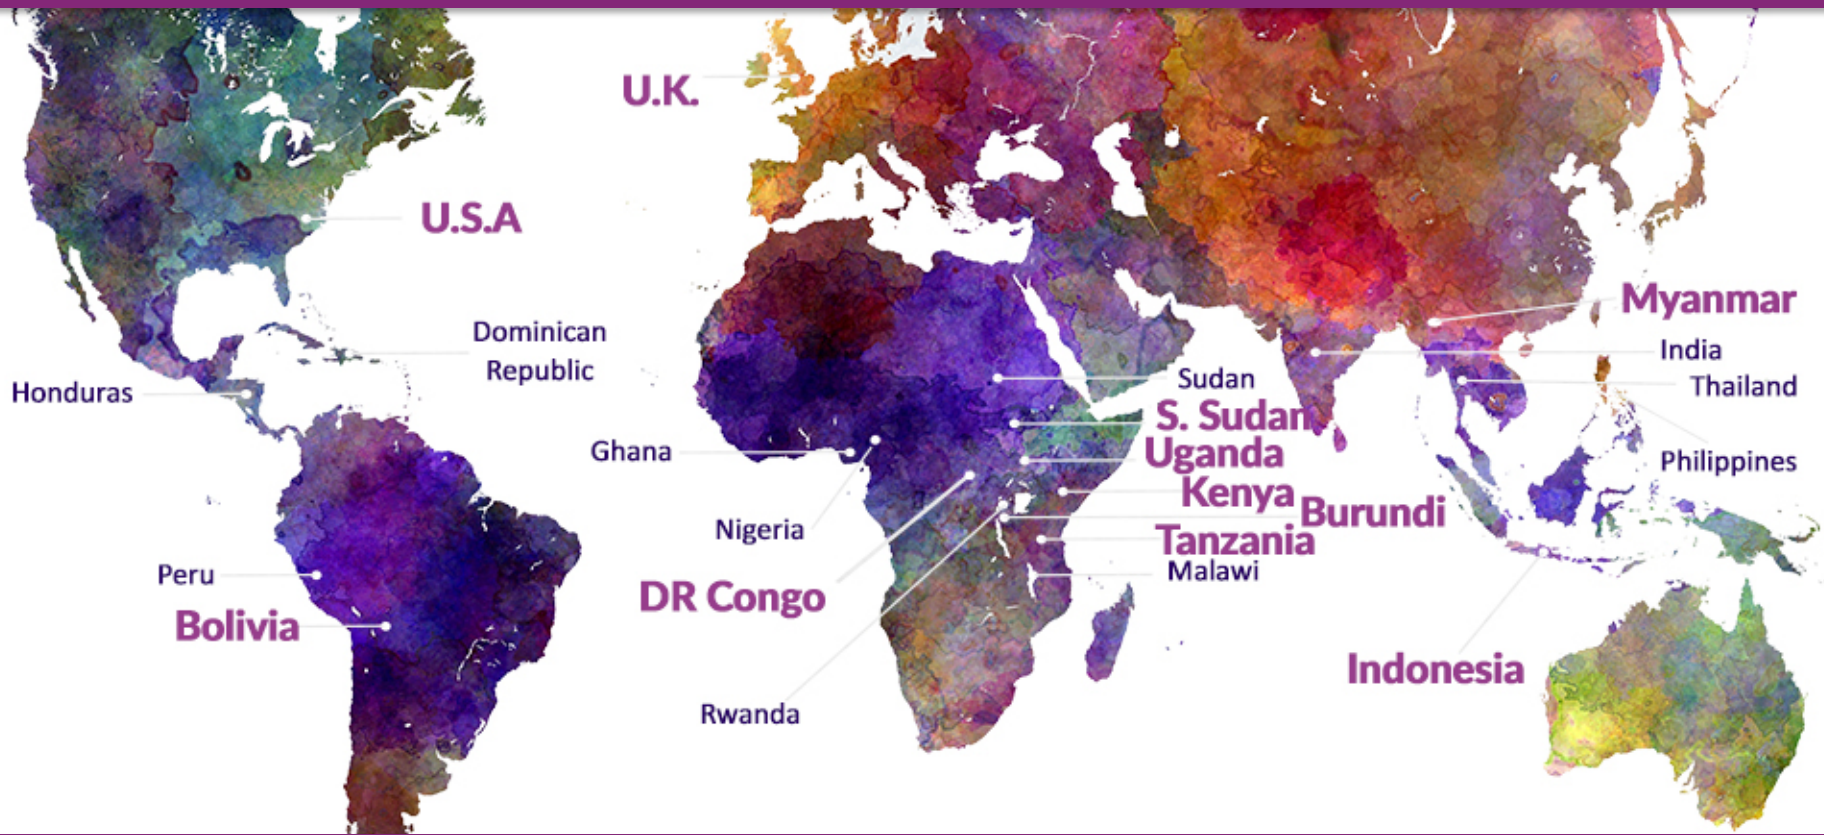 U.K.
U.S.A
Myanmar
Dominican
Republic
India
Sudan
Thailand
Honduras
S. Sudan
Ghana
Uganda
Philippines
Kenya
Burundi
Nigeria
Tanzania
Malawi
Peru
DR Congo
Bolivia
Indonesia
Rwanda